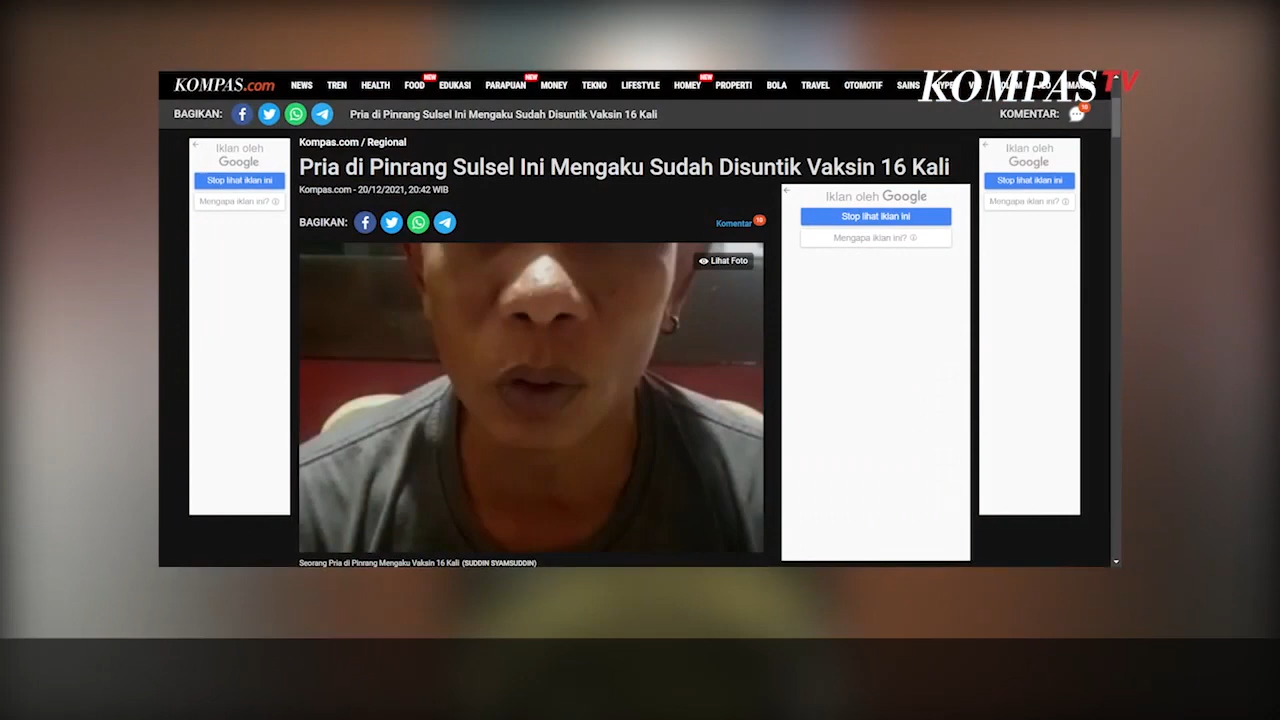 KOMPAS.com NEWS TREN HEALTH FOOD NEW EDUKASI PARAPUAN NEW MONEY TEKNO LIFESTYLE HOMEY NEW PROPERTI BOLA TRAVEL OTOMOTIF SAINS
KOMPAS TV
BAGIKAN: Pria di Pinrang Sulsel Ini Mengaku Sudah Disuntik Vaksin 16 Kali KOMENTAR: 10
Iklan oleh
Google
Stop lihat iklan ini
Mengapa iklan ini?
Kompas.com / Regional
Pria di Pinrang Sulsel Ini Mengaku Sudah Disuntik Vaksin 16 Kali
Kompas.com - 20/12/2021, 20:42 WIB
BAGIKAN:
Komentar 10
Lihat Foto
Seorang Pria di Pinrang Mengaku Vaksin 16 Kali (SUDDIN SYAMSUDDIN)
Iklan oleh Google
Stop lihat iklan ini
Mengapa iklan ini?
Iklan oleh
Google
Stop lihat iklan ini
Mengapa iklan ini?